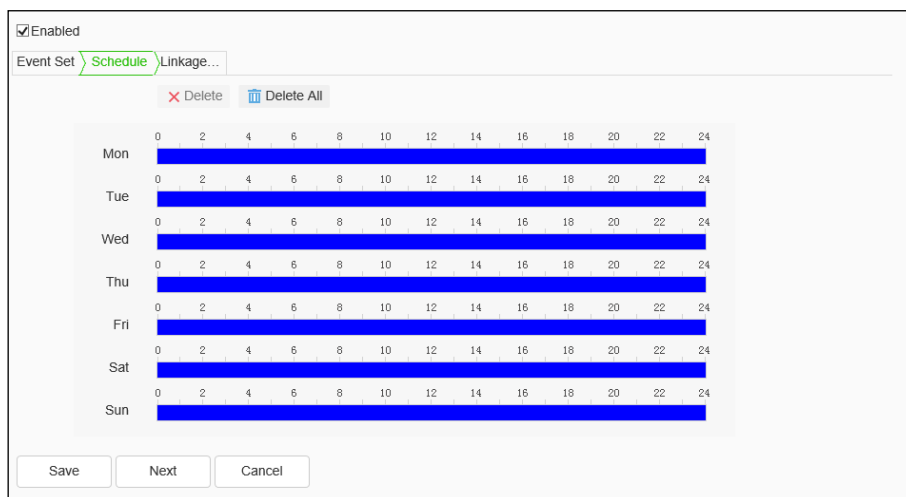 Enabled
Event Set Schedule Linkage...
Delete Delete All
0 2 4 6 8 10 12 14 16 18 20 22 24
Mon
0 2 4 6 8 10 12 14 16 18 20 22 24
Tue
0 2 4 6 8 10 12 14 16 18 20 22 24
Wed
0 2 4 6 8 10 12 14 16 18 20 22 24
Thu
0 2 4 6 8 10 12 14 16 18 20 22 24
Fri
0 2 4 6 8 10 12 14 16 18 20 22 24
Sat
0 2 4 6 8 10 12 14 16 18 20 22 24
Sun
Save Next Cancel